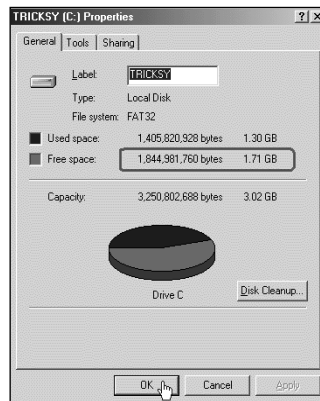 TRICKSY (C:) Properties ? x
General Tools Sharing
Label: TRICKSY
Type: Local Disk
File system: FAT32
Used space: 1,405,820,928 bytes 1.30 GB
Free space: 1,844,981,760 bytes 1.71 GB
Capacity: 3,250,802,688 bytes 3.02 GB
Drive C
Disk Cleanup...
OK Cancel Apply